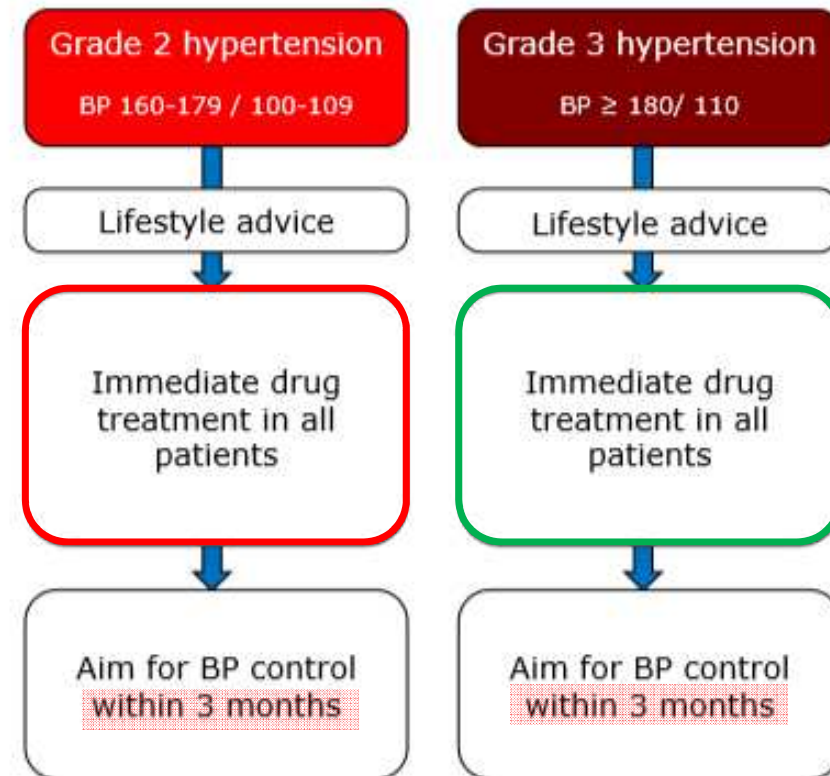 Grade 2 hypertension
BP 160-179 / 100-109
Lifestyle advice
Immediate drug
treatment in all
patients
Aim for BP control
within 3 months
Grade 3 hypertension
BP ≥ 180/ 110
Lifestyle advice
Immediate drug
treatment in all
patients
Aim for BP control
within 3 months